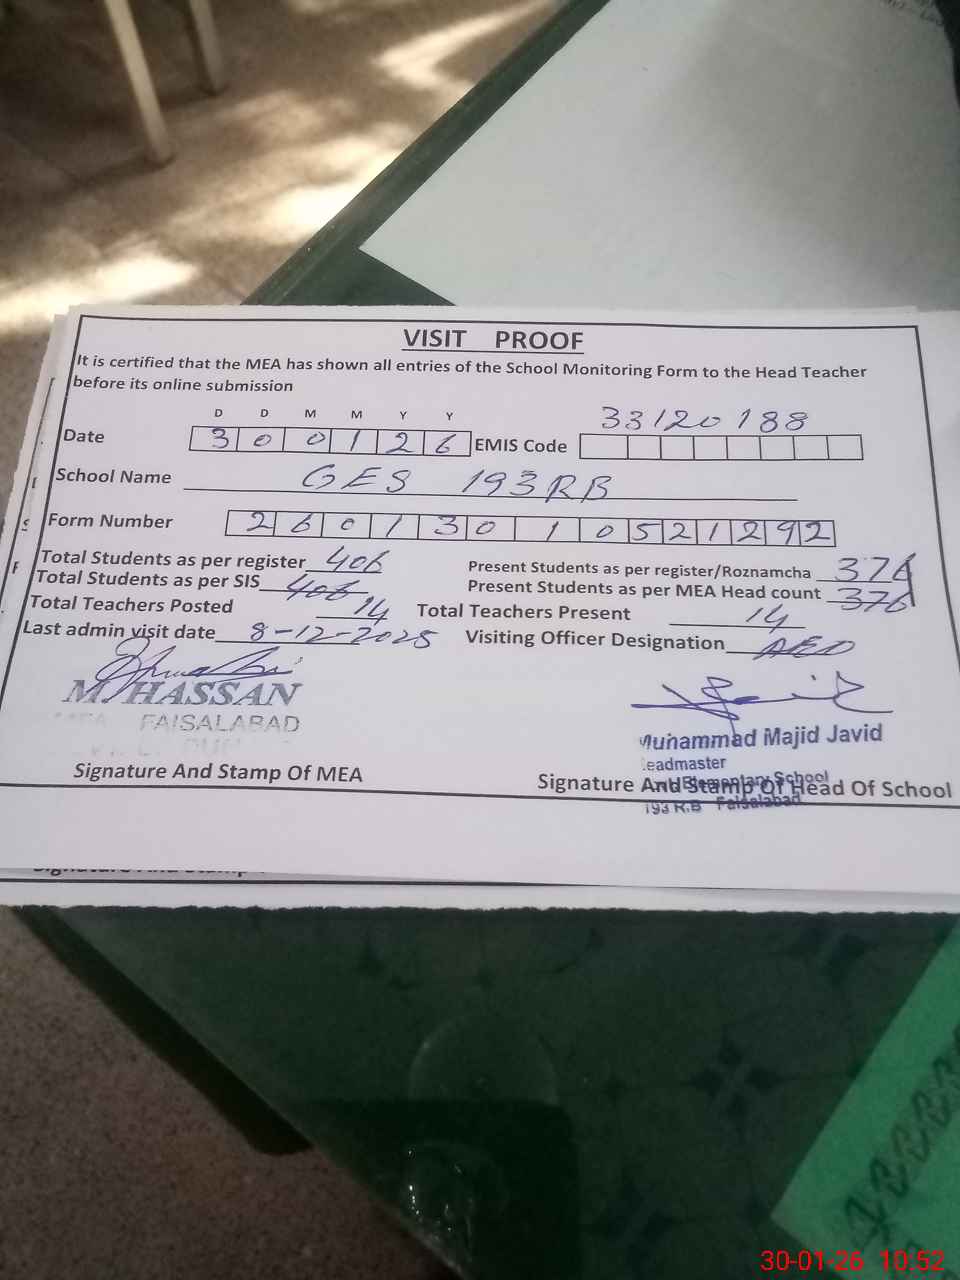 VISIT PROOF
It is certified that the MEA has shown all entries of the School Monitoring Form to the Head Teacher
before its online submission
D D M M Y Y
33120188
Date 3 0 0 1 2 6 EMIS Code
School Name GES 193RB
Form Number 2 6 0 1 3 0 1 0 5 2 1 2 9 2
Total Students as per register 406 Present Students as per register/Roznamcha 376
Total Students as per SIS 406 Present Students as per MEA Head count 376
Total Teachers Posted 14 Total Teachers Present 14
Last admin visit date 8-12-2025 Visiting Officer Designation AEO
M. HASSAN
FAISALABAD
Muhammad Majid Javid
eadmaster
Elementary School
Signature And Stamp Of MEA Signature And Stamp Of Head Of School
193 R.B Faisalabad
30-01-26 10:52